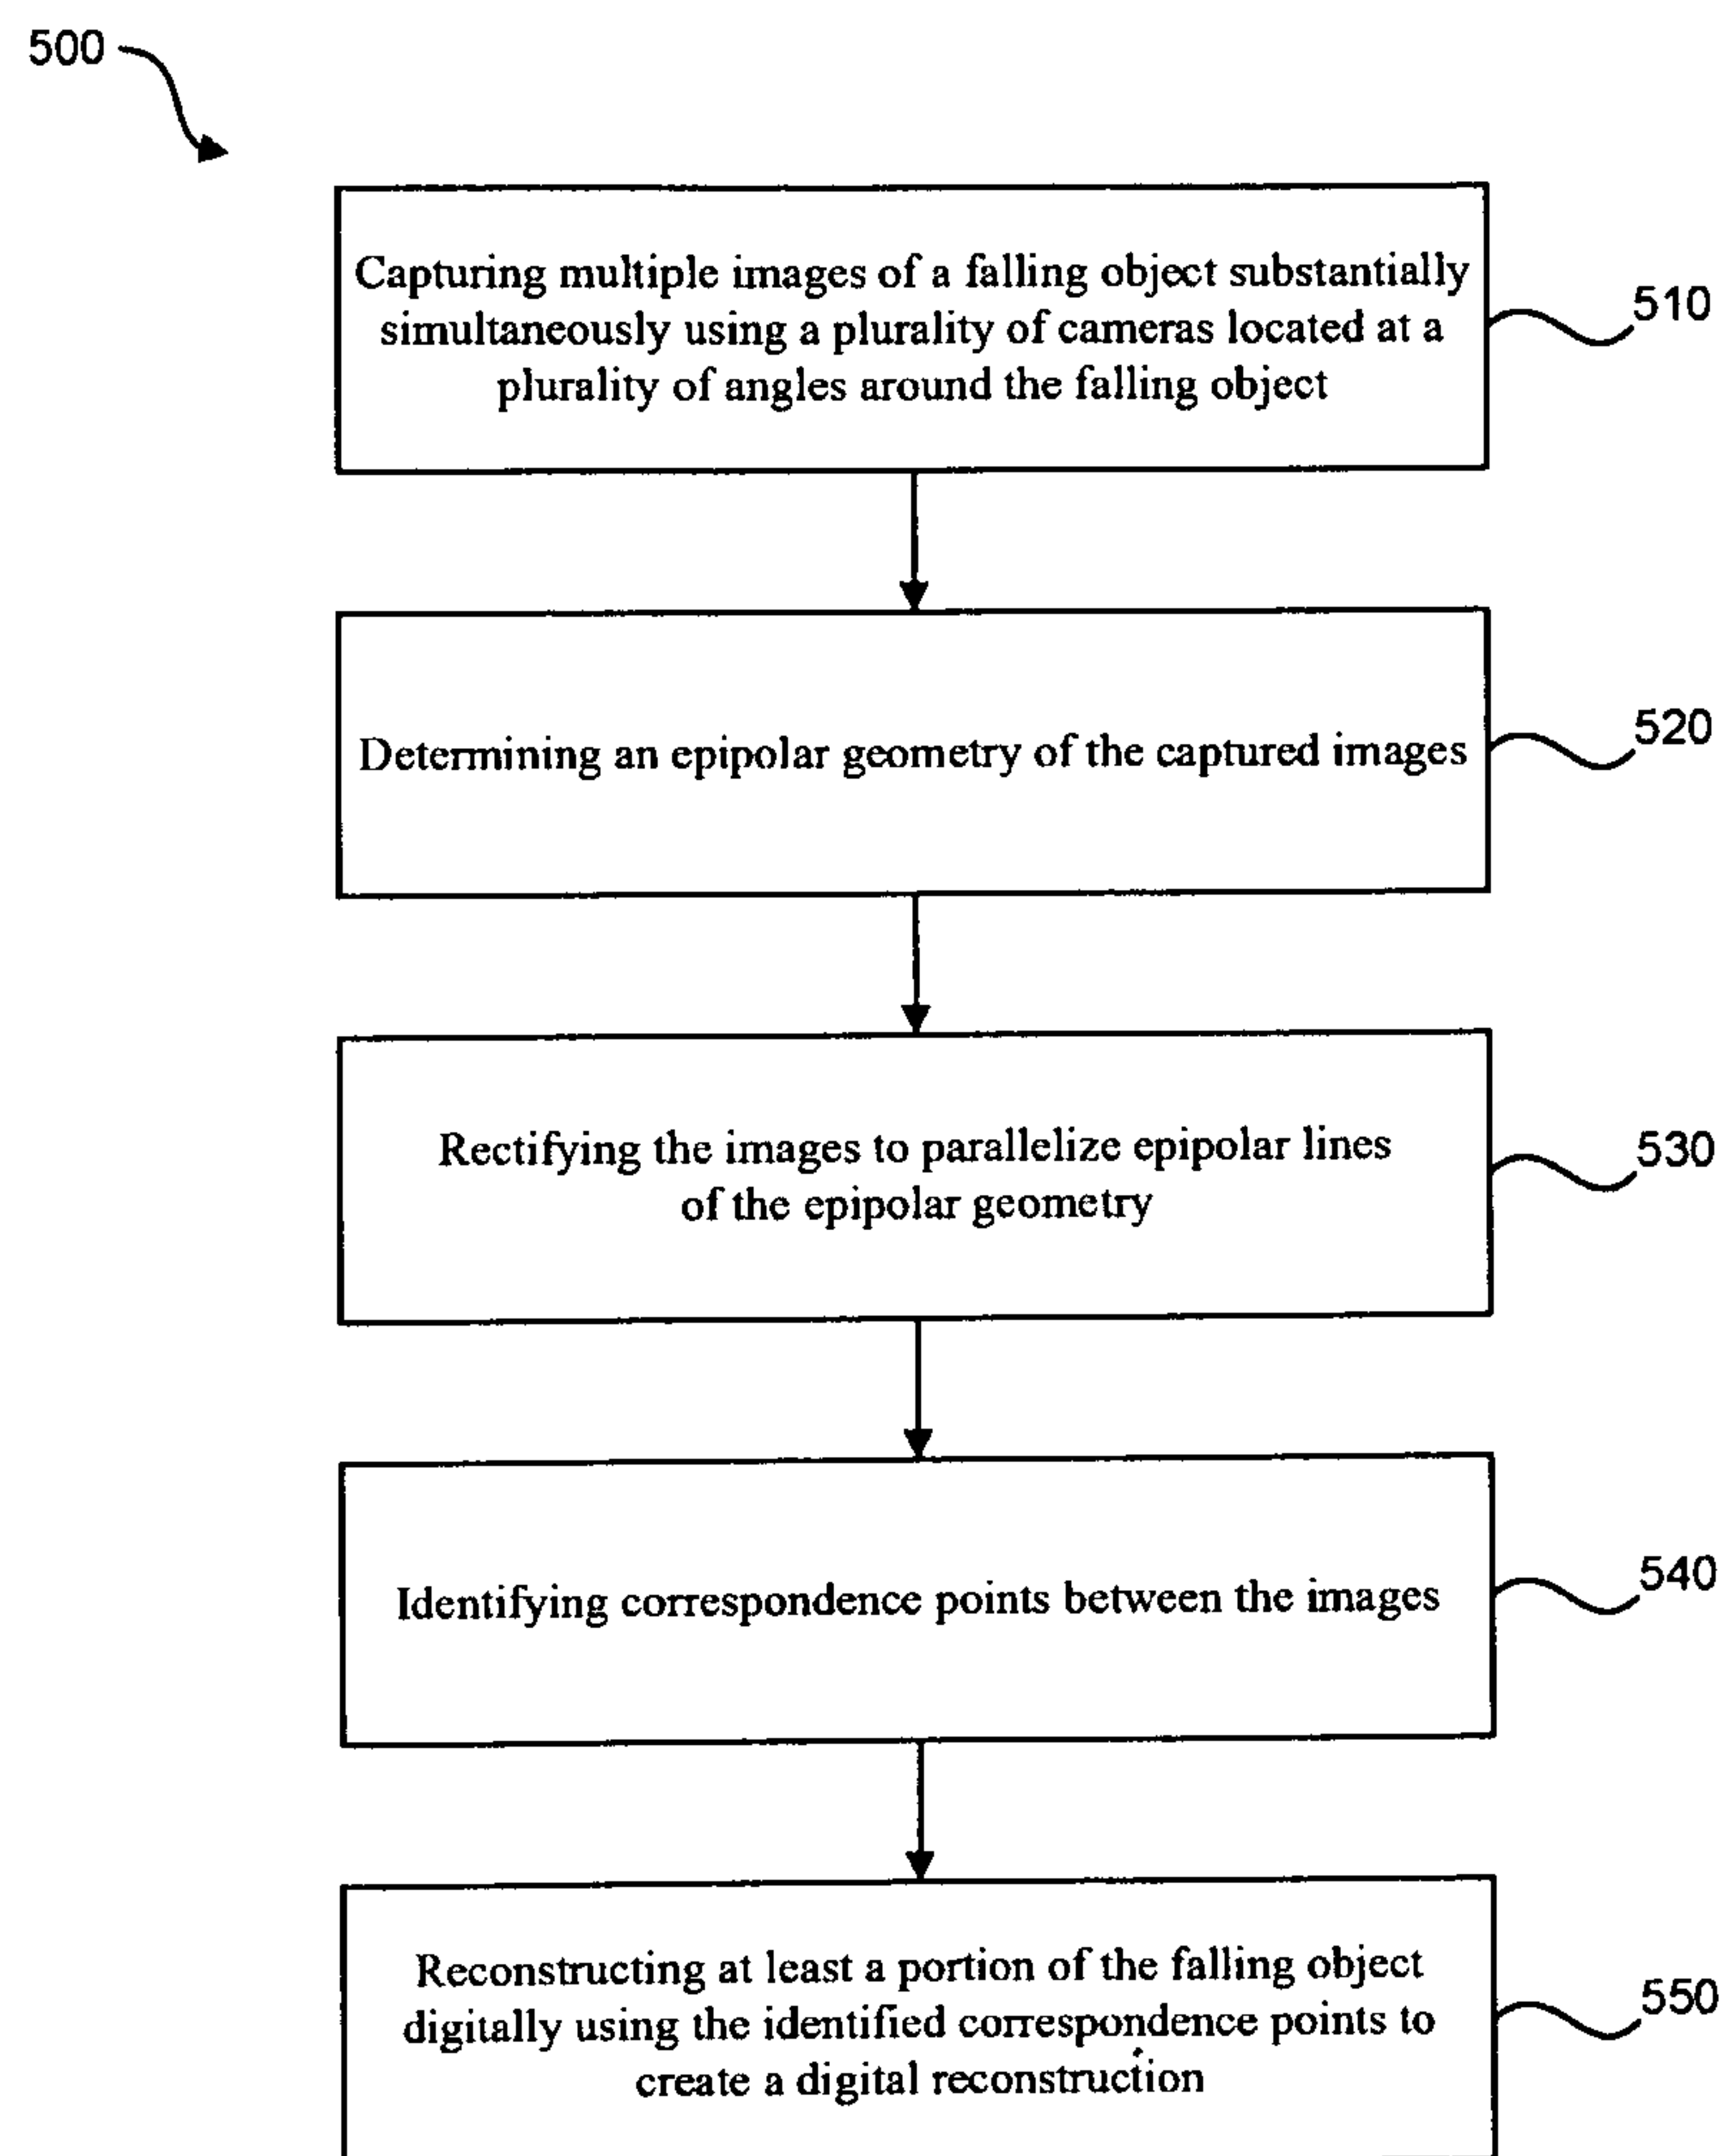 500
Capturing multiple images of a falling object substantially
simultaneously using a plurality of cameras located at a
plurality of angles around the falling object
510
Determining an epipolar geometry of the captured images
520
Rectifying the images to parallelize epipolar lines
of the epipolar geometry
530
Identifying correspondence points between the images
540
Reconstructing at least a portion of the falling object
digitally using the identified correspondence points to
create a digital reconstruction
550